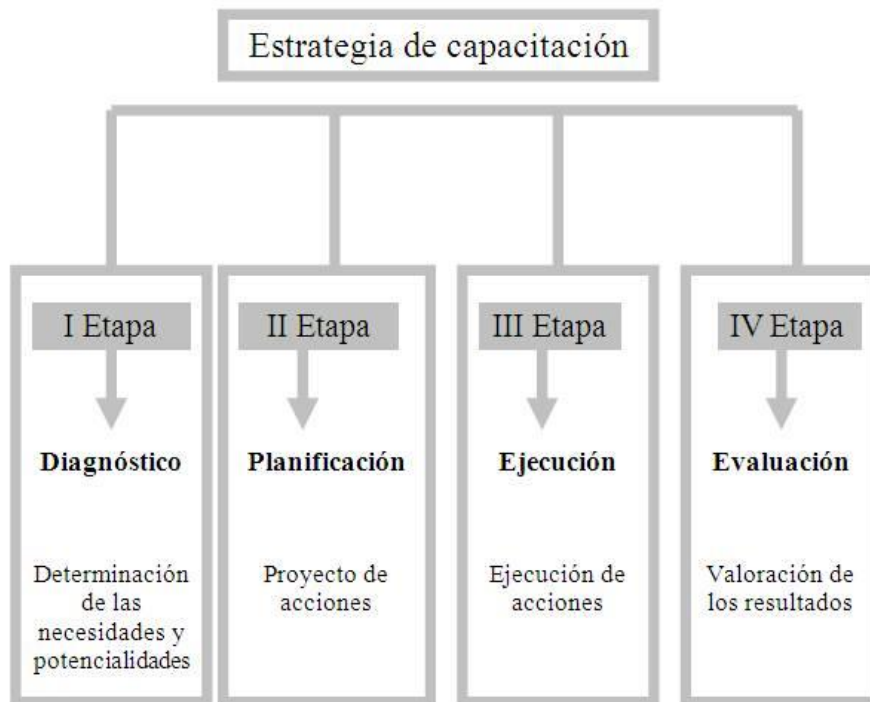 Estrategia de capacitación
I Etapa
Diagnóstico
Determinación
de las
necesidades y
potencialidades
II Etapa
Planificación
Proyecto de
acciones
III Etapa
Ejecución
Ejecución de
acciones
IV Etapa
Evaluación
Valoración de
los resultados